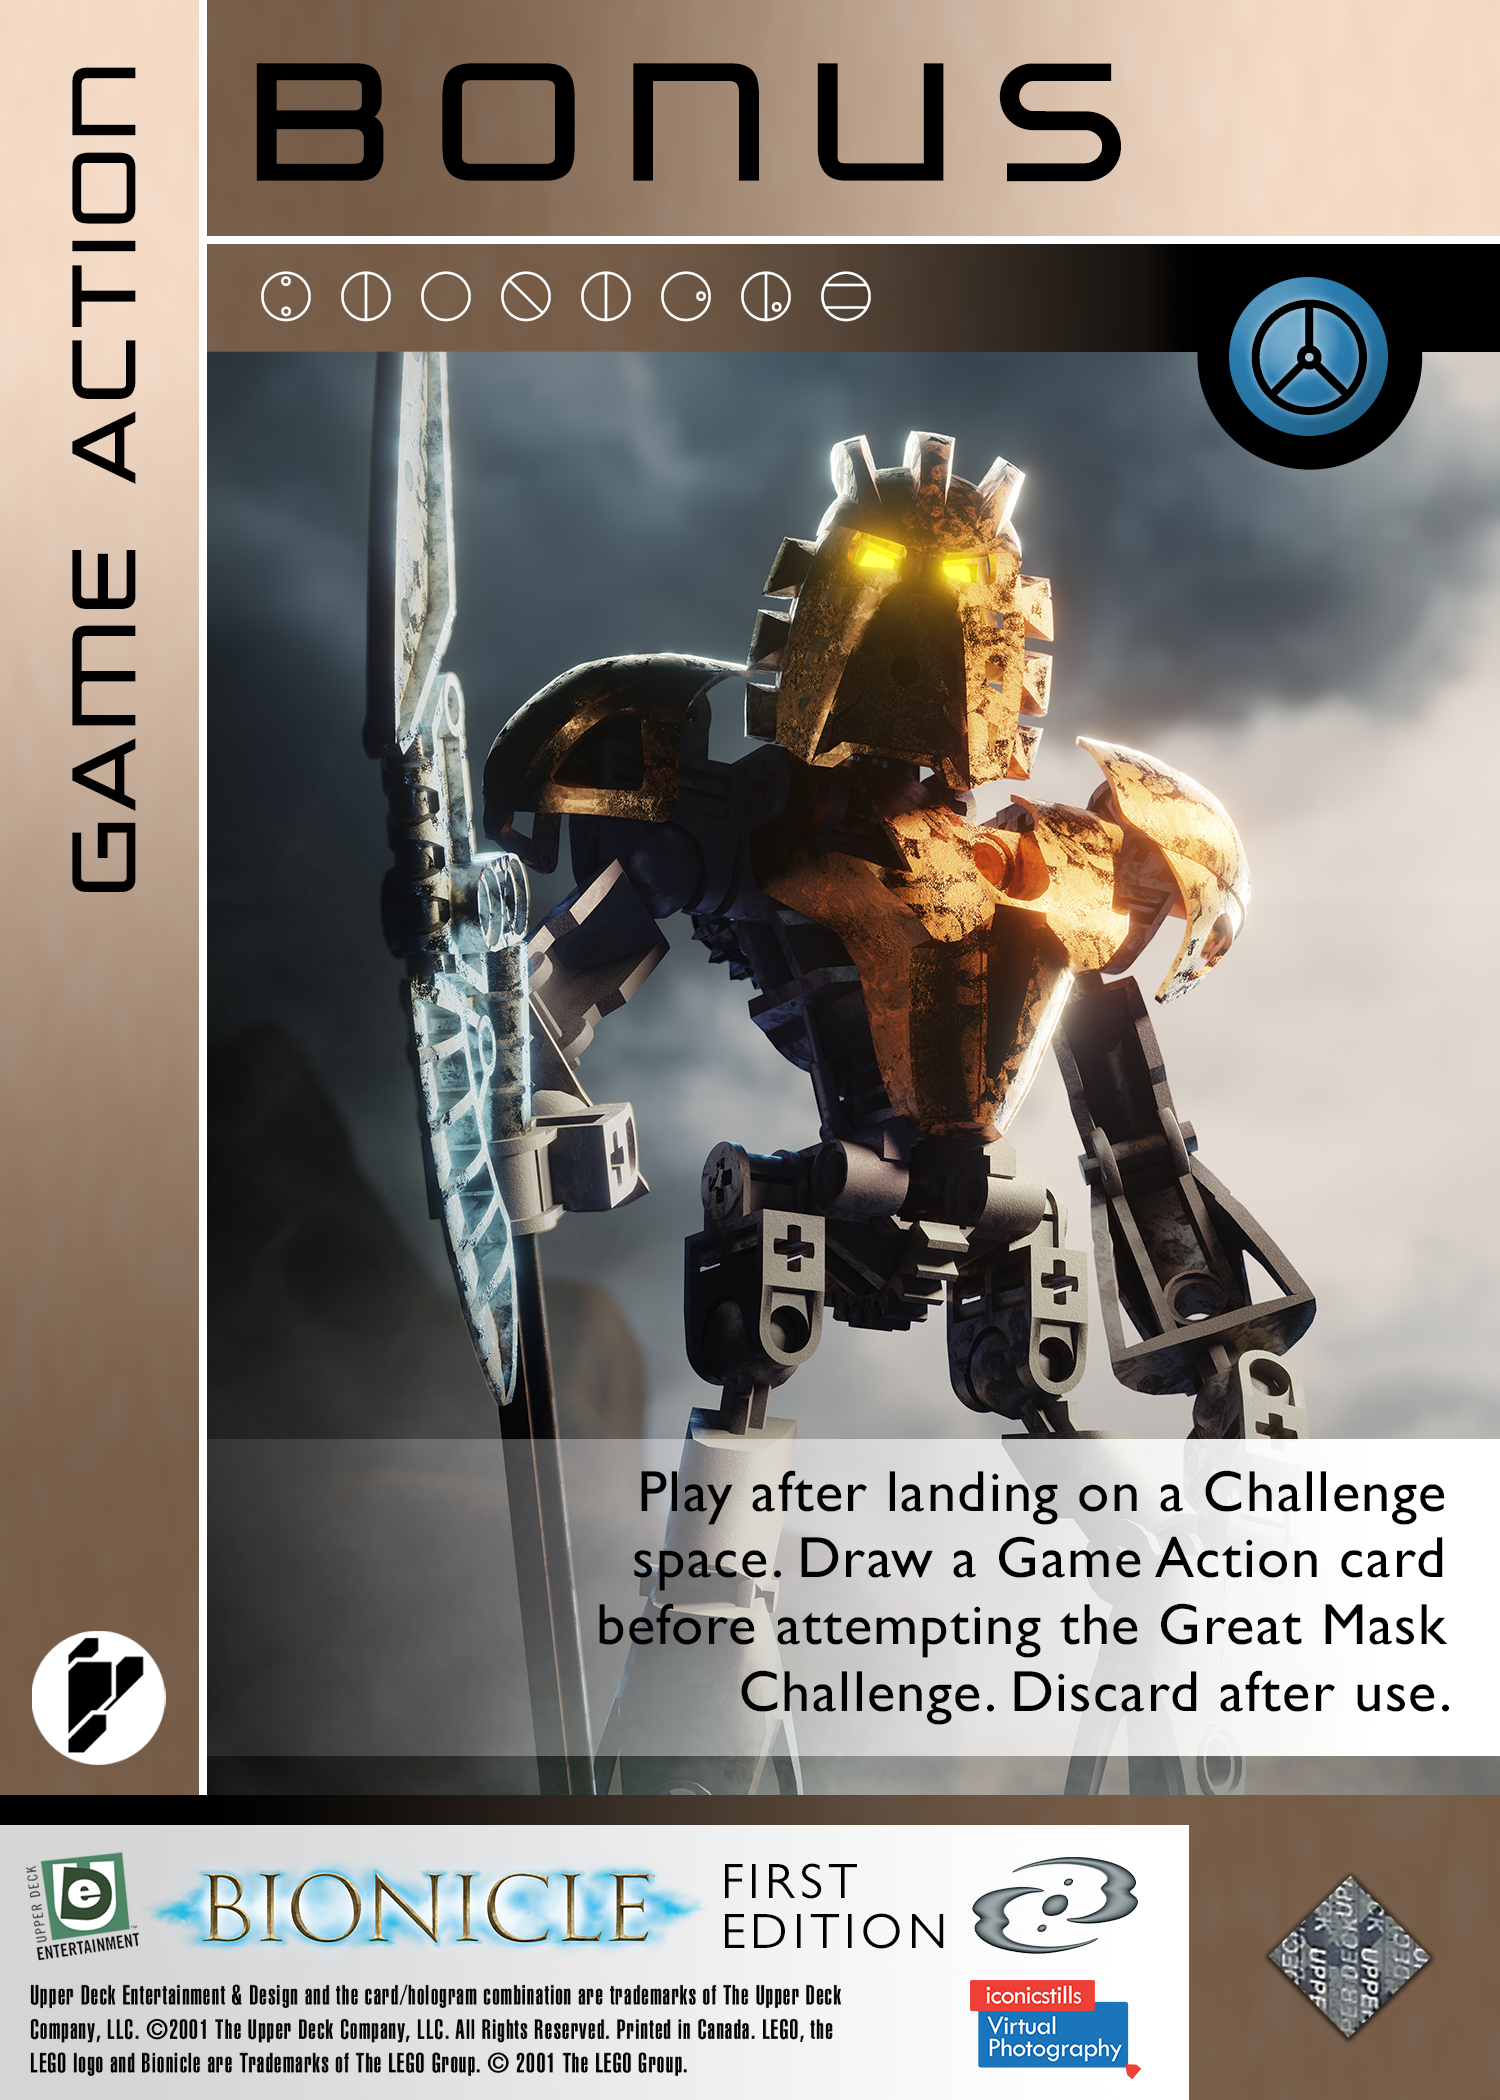 GAME ACTION
BONUS
Play after landing on a Challenge
space. Draw a Game Action card
before attempting the Great Mask
Challenge. Discard after use.
UPPER DECK
e
ENTERTAINMENT
BIONICLE
FIRST
EDITION
Upper Deck Entertainment & Design and the card/hologram combination are trademarks of The Upper Deck
Company, LLC. ©2001 The Upper Deck Company, LLC. All Rights Reserved. Printed in Canada. LEGO, the
LEGO logo and Bionicle are Trademarks of The LEGO Group. © 2001 The LEGO Group.
iconicstills
Virtual
Photography